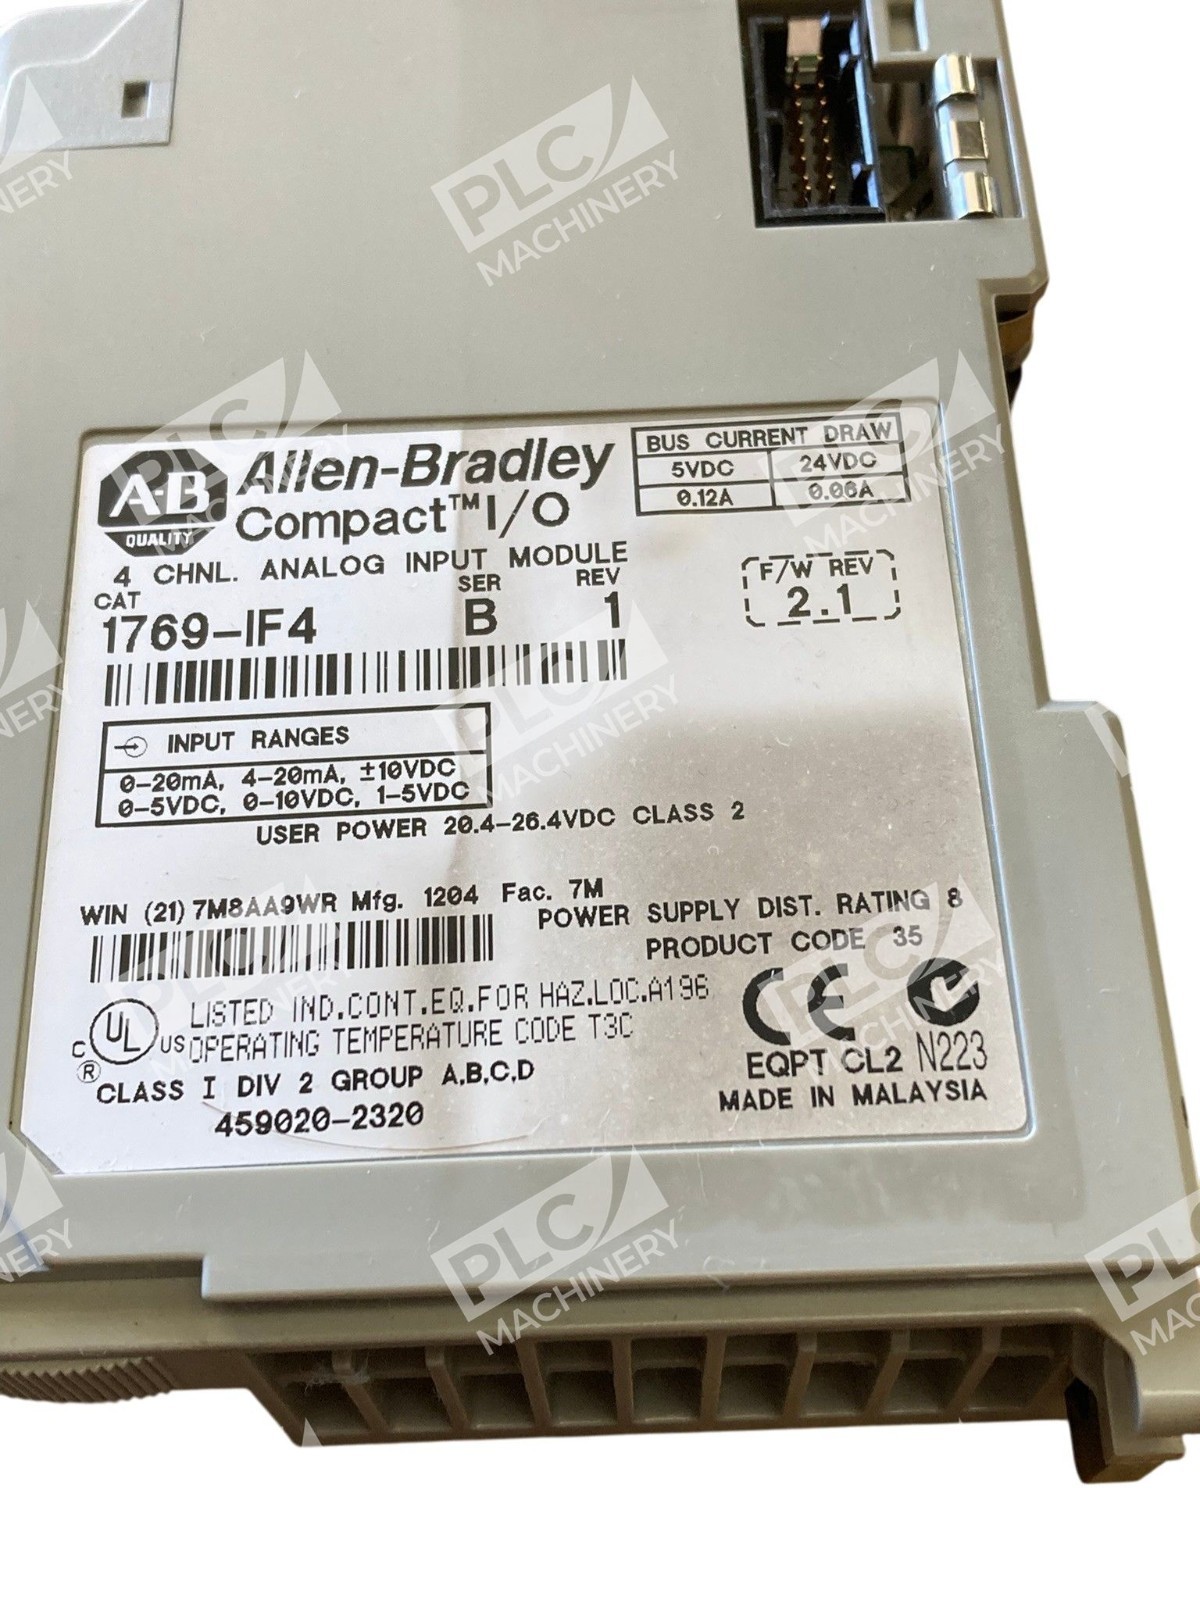 A-B
QUALITY
Allen-Bradley
Compact™ I/O
BUS CURRENT DRAW
5VDC 24VDC
0.12A 0.06A
4 CHNL. ANALOG INPUT MODULE
CAT SER REV
1769-IF4 B 1
F/W REV
2.1
INPUT RANGES
0-20mA, 4-20mA, ±10VDC
0-5VDC, 0-10VDC, 1-5VDC
USER POWER 20.4-26.4VDC CLASS 2
WIN (21) 7M8AA9WR Mfg. 1204 Fac. 7M
POWER SUPPLY DIST. RATING 8
PRODUCT CODE 35
C UL US ®
LISTED IND.CONT.EQ.FOR HAZ.LOC.A196
OPERATING TEMPERATURE CODE T3C
CLASS I DIV 2 GROUP A,B,C,D
459020-2320
CE
EQPT CL2 N223
MADE IN MALAYSIA
PLC
MACHINERY